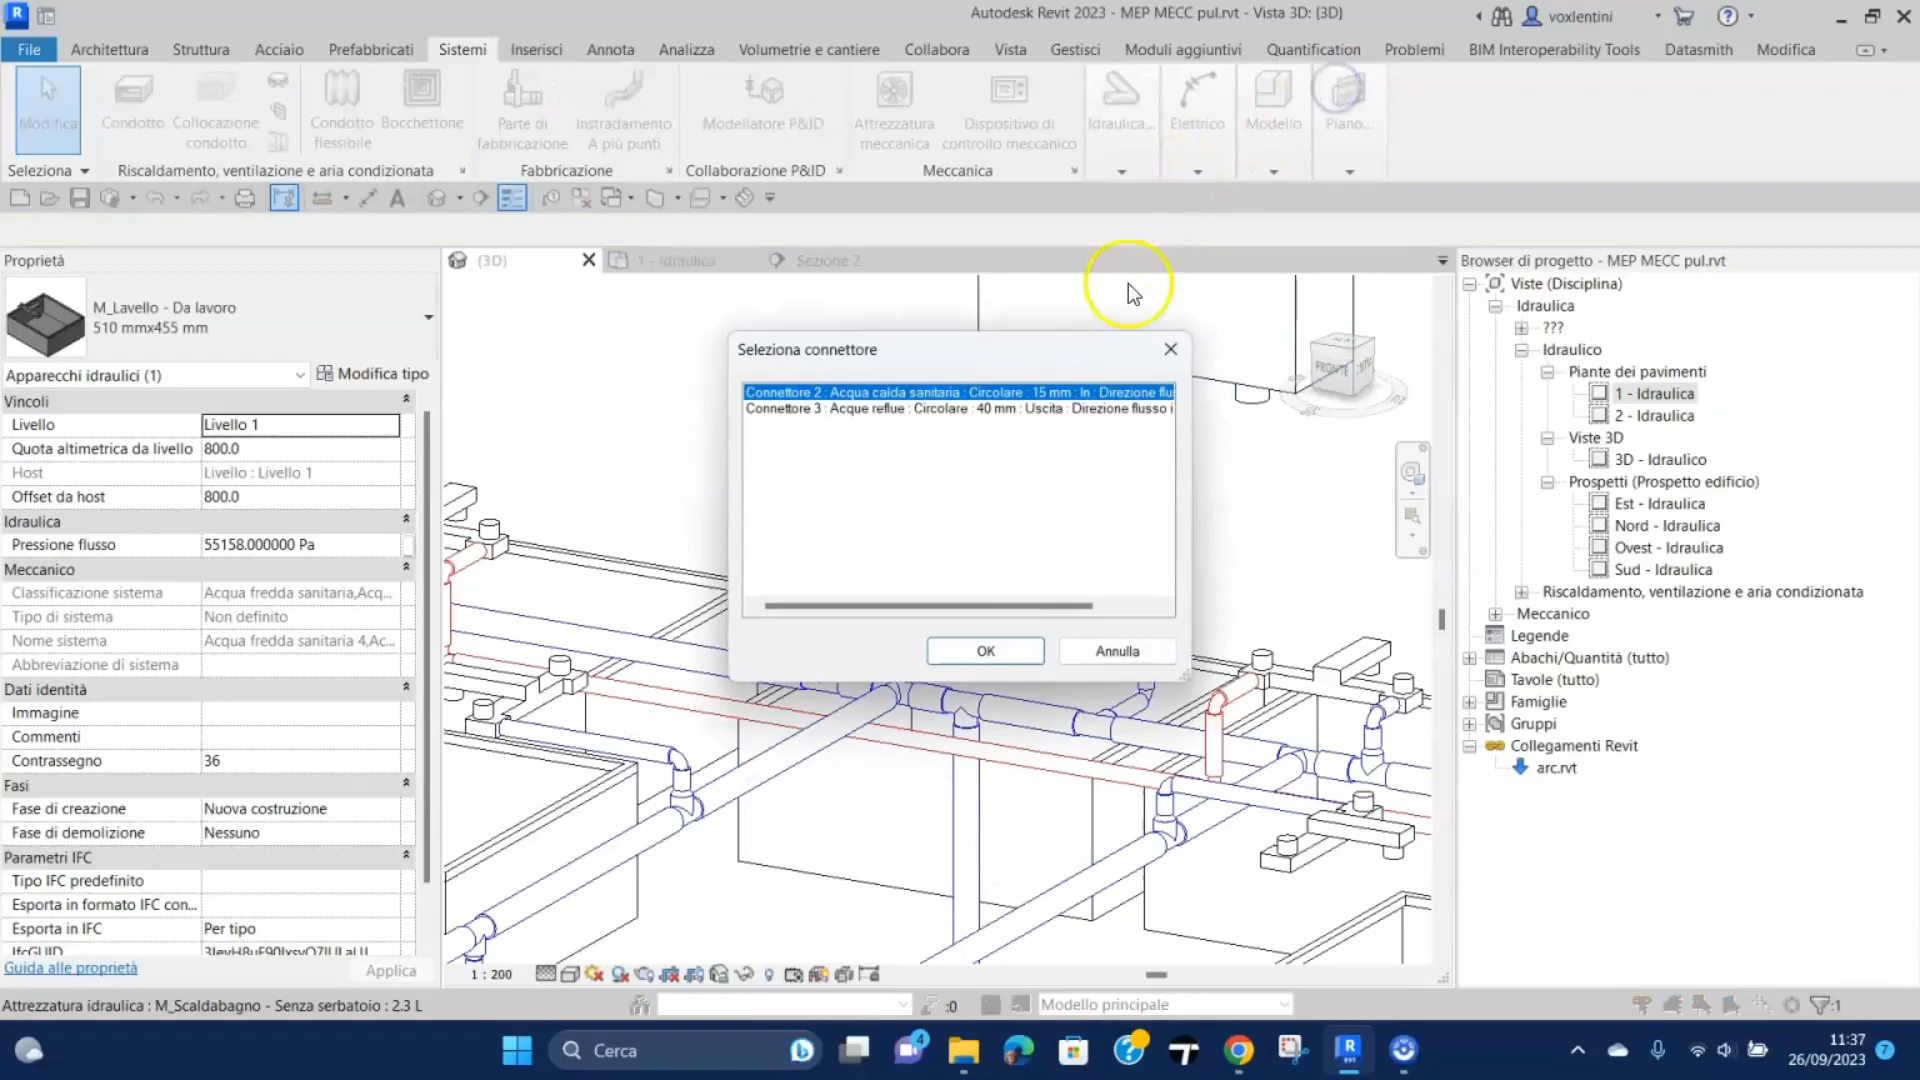 Autodesk Revit 2023 - MEP MECC pul.rvt - Vista 3D: {3D}
voxlentini
File
Architettura
Struttura
Acciaio
Prefabbricati
Sistemi
Inserisci
Annota
Analizza
Volumetrie e cantiere
Collabora
Vista
Gestisci
Moduli aggiuntivi
Quantification
Problemi
BIM Interoperability Tools
Datasmith
Modifica
Modifica
Condotto
Collocazione condotto
Condotto flessibile
Bocchettone
Parte di fabbricazione
Instradamento A più punti
Modellatore P&ID
Attrezzatura meccanica
Dispositivo di controllo meccanico
Idraulica...
Elettrico
Modello
Piano...
Seleziona
Riscaldamento, ventilazione e aria condizionata
Fabbricazione
Collaborazione P&ID
Meccanica
Proprietà
M_Lavello - Da lavoro
510 mmx455 mm
Apparecchi idraulici (1)
Modifica tipo
Vincoli
Livello Livello 1
Quota altimetrica da livello 800.0
Host Livello : Livello 1
Offset da host 800.0
Idraulica
Pressione flusso 55158.000000 Pa
Meccanico
Classificazione sistema Acqua fredda sanitaria,Acq...
Tipo di sistema Non definito
Nome sistema Acqua fredda sanitaria 4,Ac...
Abbreviazione di sistema
Dati identità
Immagine
Commenti
Contrassegno 36
Fasi
Fase di creazione Nuova costruzione
Fase di demolizione Nessuno
Parametri IFC
Tipo IFC predefinito
Esporta in formato IFC con...
Esporta in IFC Per tipo
IfcGUID
Guida alle proprietà
Applica
{3D}
1 - Idraulica
Sezione 2
FRONTE
Seleziona connettore
Connettore 2 : Acqua calda sanitaria : Circolare : 15 mm : In : Direzione flu
Connettore 3 : Acque reflue : Circolare : 40 mm : Uscita : Direzione flusso i
OK
Annulla
1 : 200
Browser di progetto - MEP MECC pul.rvt
Viste (Disciplina)
Idraulica
???
Idraulico
Piante dei pavimenti
1 - Idraulica
2 - Idraulica
Viste 3D
3D - Idraulico
Prospetti (Prospetto edificio)
Est - Idraulica
Nord - Idraulica
Ovest - Idraulica
Sud - Idraulica
Riscaldamento, ventilazione e aria condizionata
Meccanico
Legende
Abachi/Quantità (tutto)
Tavole (tutto)
Famiglie
Gruppi
Collegamenti Revit
arc.rvt
Attrezzatura idraulica : M_Scaldabagno - Senza serbatoio : 2.3 L
:0
Modello principale
:1
Cerca
4
11:37
26/09/2023
7